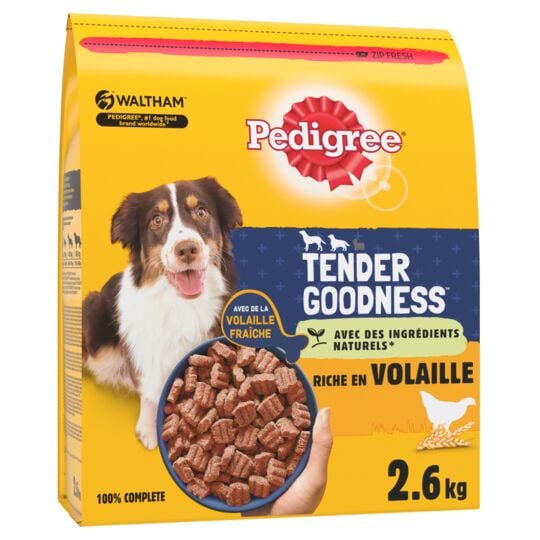 ZIP FRESH
WALTHAM™
PEDIGREE®, #1 dog food
brand worldwide*
Pedigree®
TENDER
GOODNESS™
AVEC DE LA
VOLAILLE
FRAÎCHE
AVEC DES INGRÉDIENTS
NATURELS*
RICHE EN VOLAILLE
100% COMPLETE
2.6kg